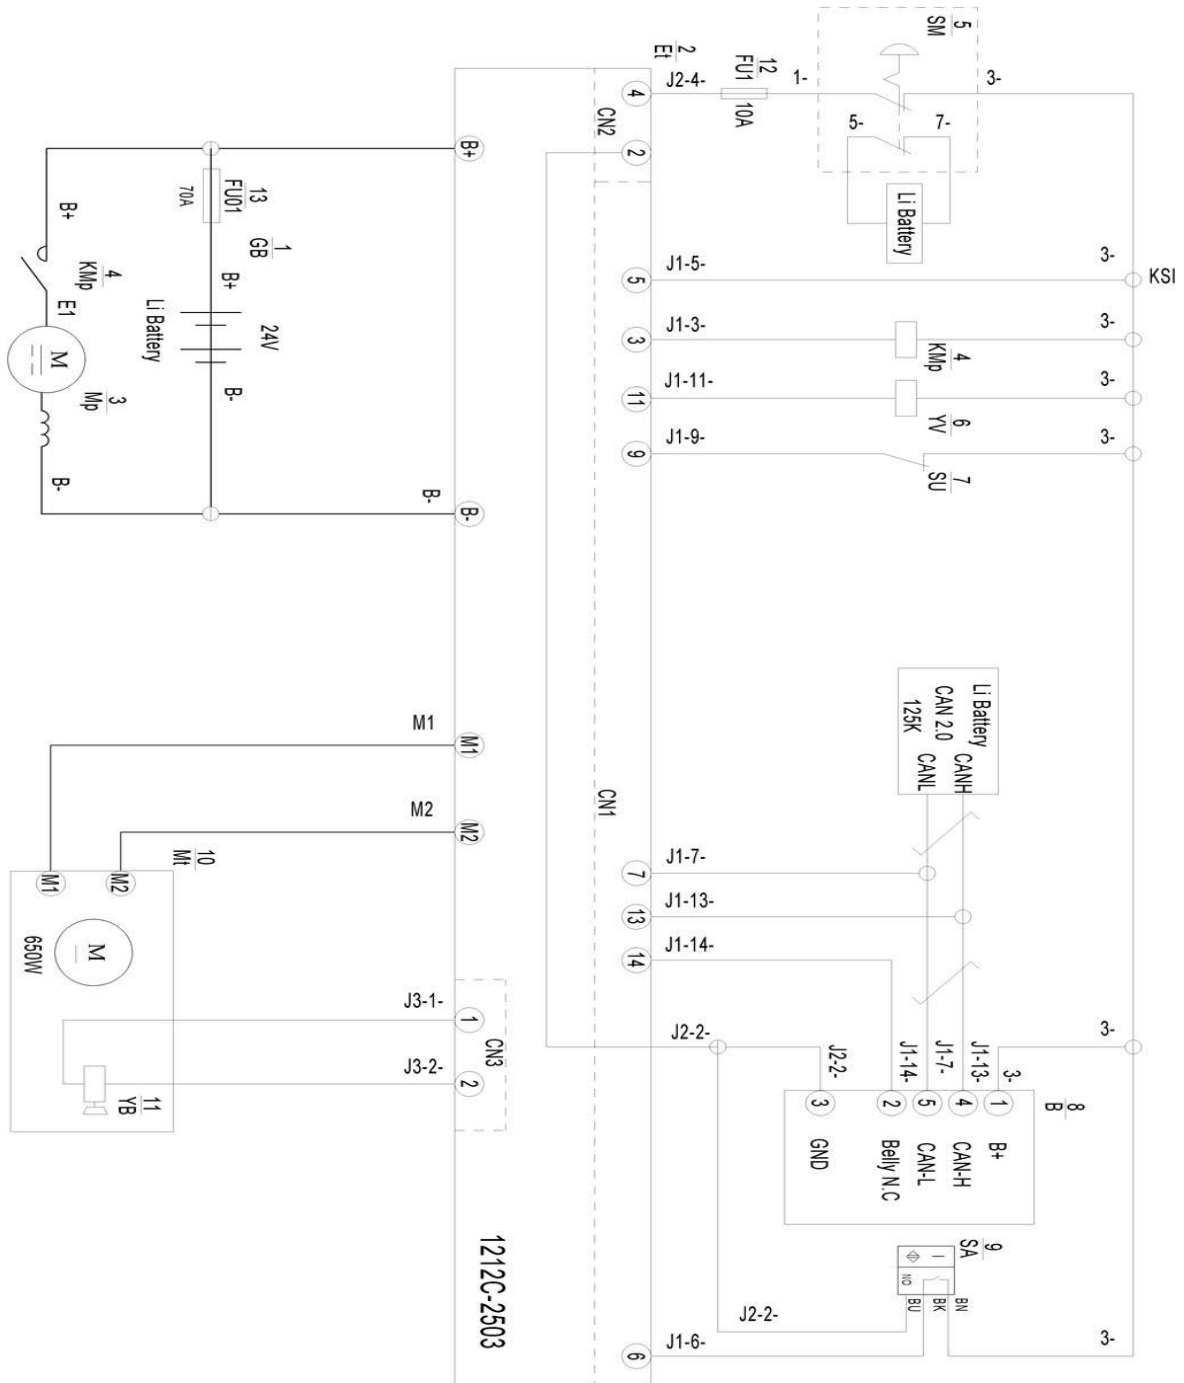 5
SM
2
Et
J2-4-
12
FU1
10A
1-
3-
4
CN2
5-
7-
2
B+
13
FU01
70A
Li Battery
B+
1
GB
J1-5-
3-
5
KSI
4
KMp
E1
B+
Li Battery
24V
J1-3-
3-
3
4
KMp
M
3
Mp
B-
J1-11-
3-
11
6
YV
J1-9-
3-
9
7
SU
B-
B-
B-
Li Battery
CAN 2.0
125K
CANH
CANL
M1
M1
CN1
M2
M2
10
Mt
J1-7-
7
M1
M2
J1-13-
13
M
650W
J1-14-
14
J3-1-
1
CN3
J2-2-
3-
J2-2-
J1-14-
J1-7-
J1-13-
3-
J3-2-
2
11
YB
3
2
5
4
1
8
B
GND
Belly N.C
CAN-L
CAN-H
B+
1212C-2503
9
SA
I
NO
BU
BK
BN
J2-2-
J1-6-
3-
6